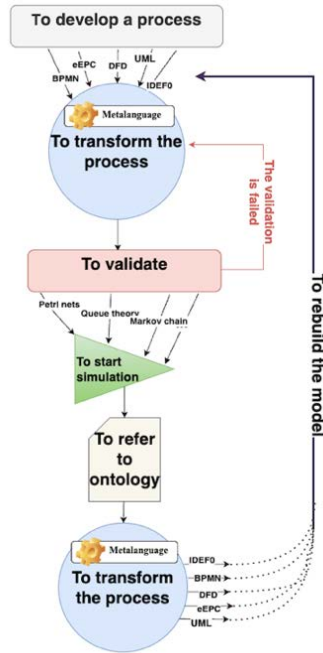 To develop a process
BPMN
eEPC
DFD
UML
IDEF0
Metalanguage
To transform the
process
The validation
is failed
To validate
Petri nets
Queue theory
Markov chain
...
To start
simulation
To rebuild the model
To refer
to
ontology
Metalanguage
To transform
the process
IDEF0
BPMN
DFD
eEPC
UML